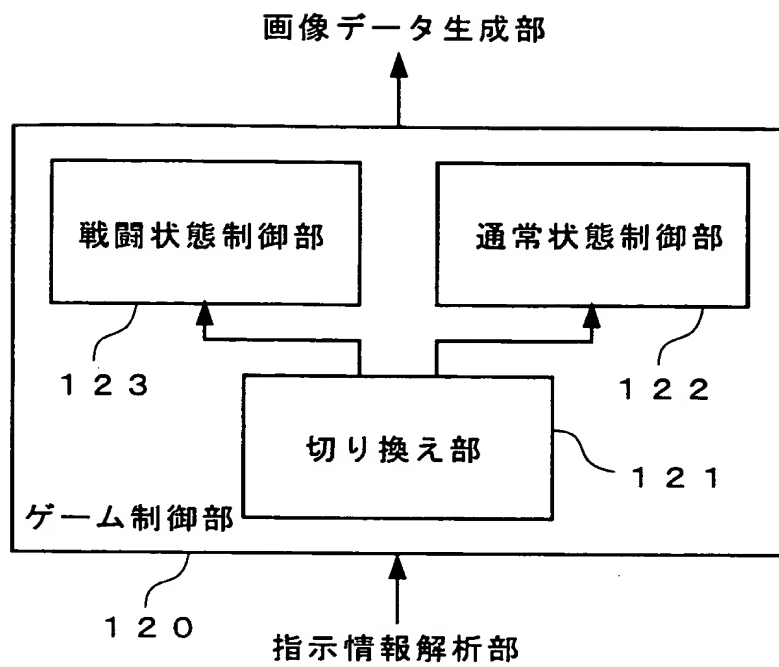 画像データ生成部
戦闘状態制御部
通常状態制御部
１２３
１２２
切り換え部
１２１
ゲーム制御部
１２０
指示情報解析部